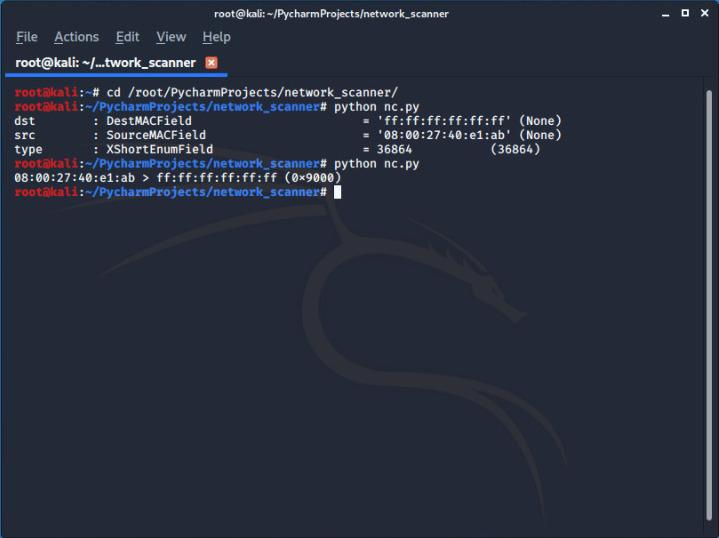 root@kali: ~/PycharmProjects/network_scanner
File Actions Edit View Help
root@kali: ~/...twork_scanner
root@kali:~# cd /root/PycharmProjects/network_scanner/
root@kali:~/PycharmProjects/network_scanner# python nc.py
dst : DestMACField = 'ff:ff:ff:ff:ff:ff' (None)
src : SourceMACField = '08:00:27:40:e1:ab' (None)
type : XShortEnumField = 36864 (36864)
root@kali:~/PycharmProjects/network_scanner# python nc.py
08:00:27:40:e1:ab > ff:ff:ff:ff:ff:ff (0×9000)
root@kali:~/PycharmProjects/network_scanner#